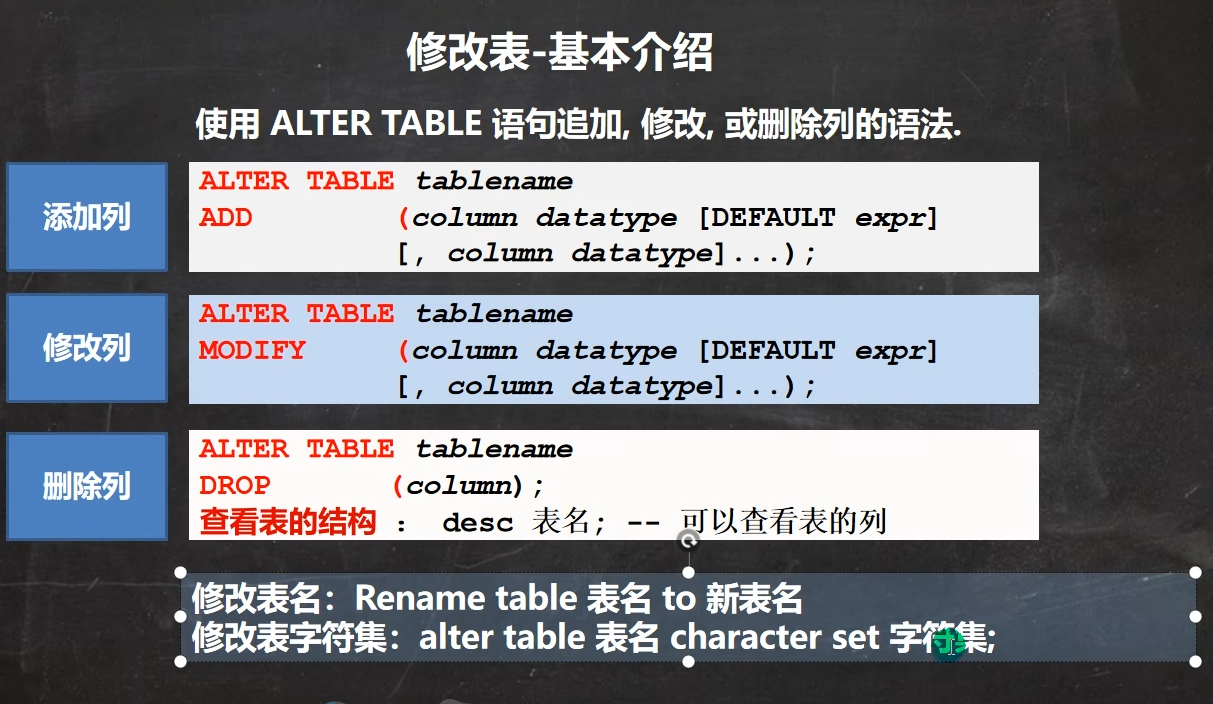 修改表-基本介绍
使用 ALTER TABLE 语句追加, 修改, 或删除列的语法.
添加列
ALTER TABLE tablename
ADD (column datatype [DEFAULT expr]
[, column datatype]...);
修改列
ALTER TABLE tablename
MODIFY (column datatype [DEFAULT expr]
[, column datatype]...);
删除列
ALTER TABLE tablename
DROP (column);
查看表的结构 : desc 表名; -- 可以查看表的列
修改表名：Rename table 表名 to 新表名
修改表字符集：alter table 表名 character set 字符集;